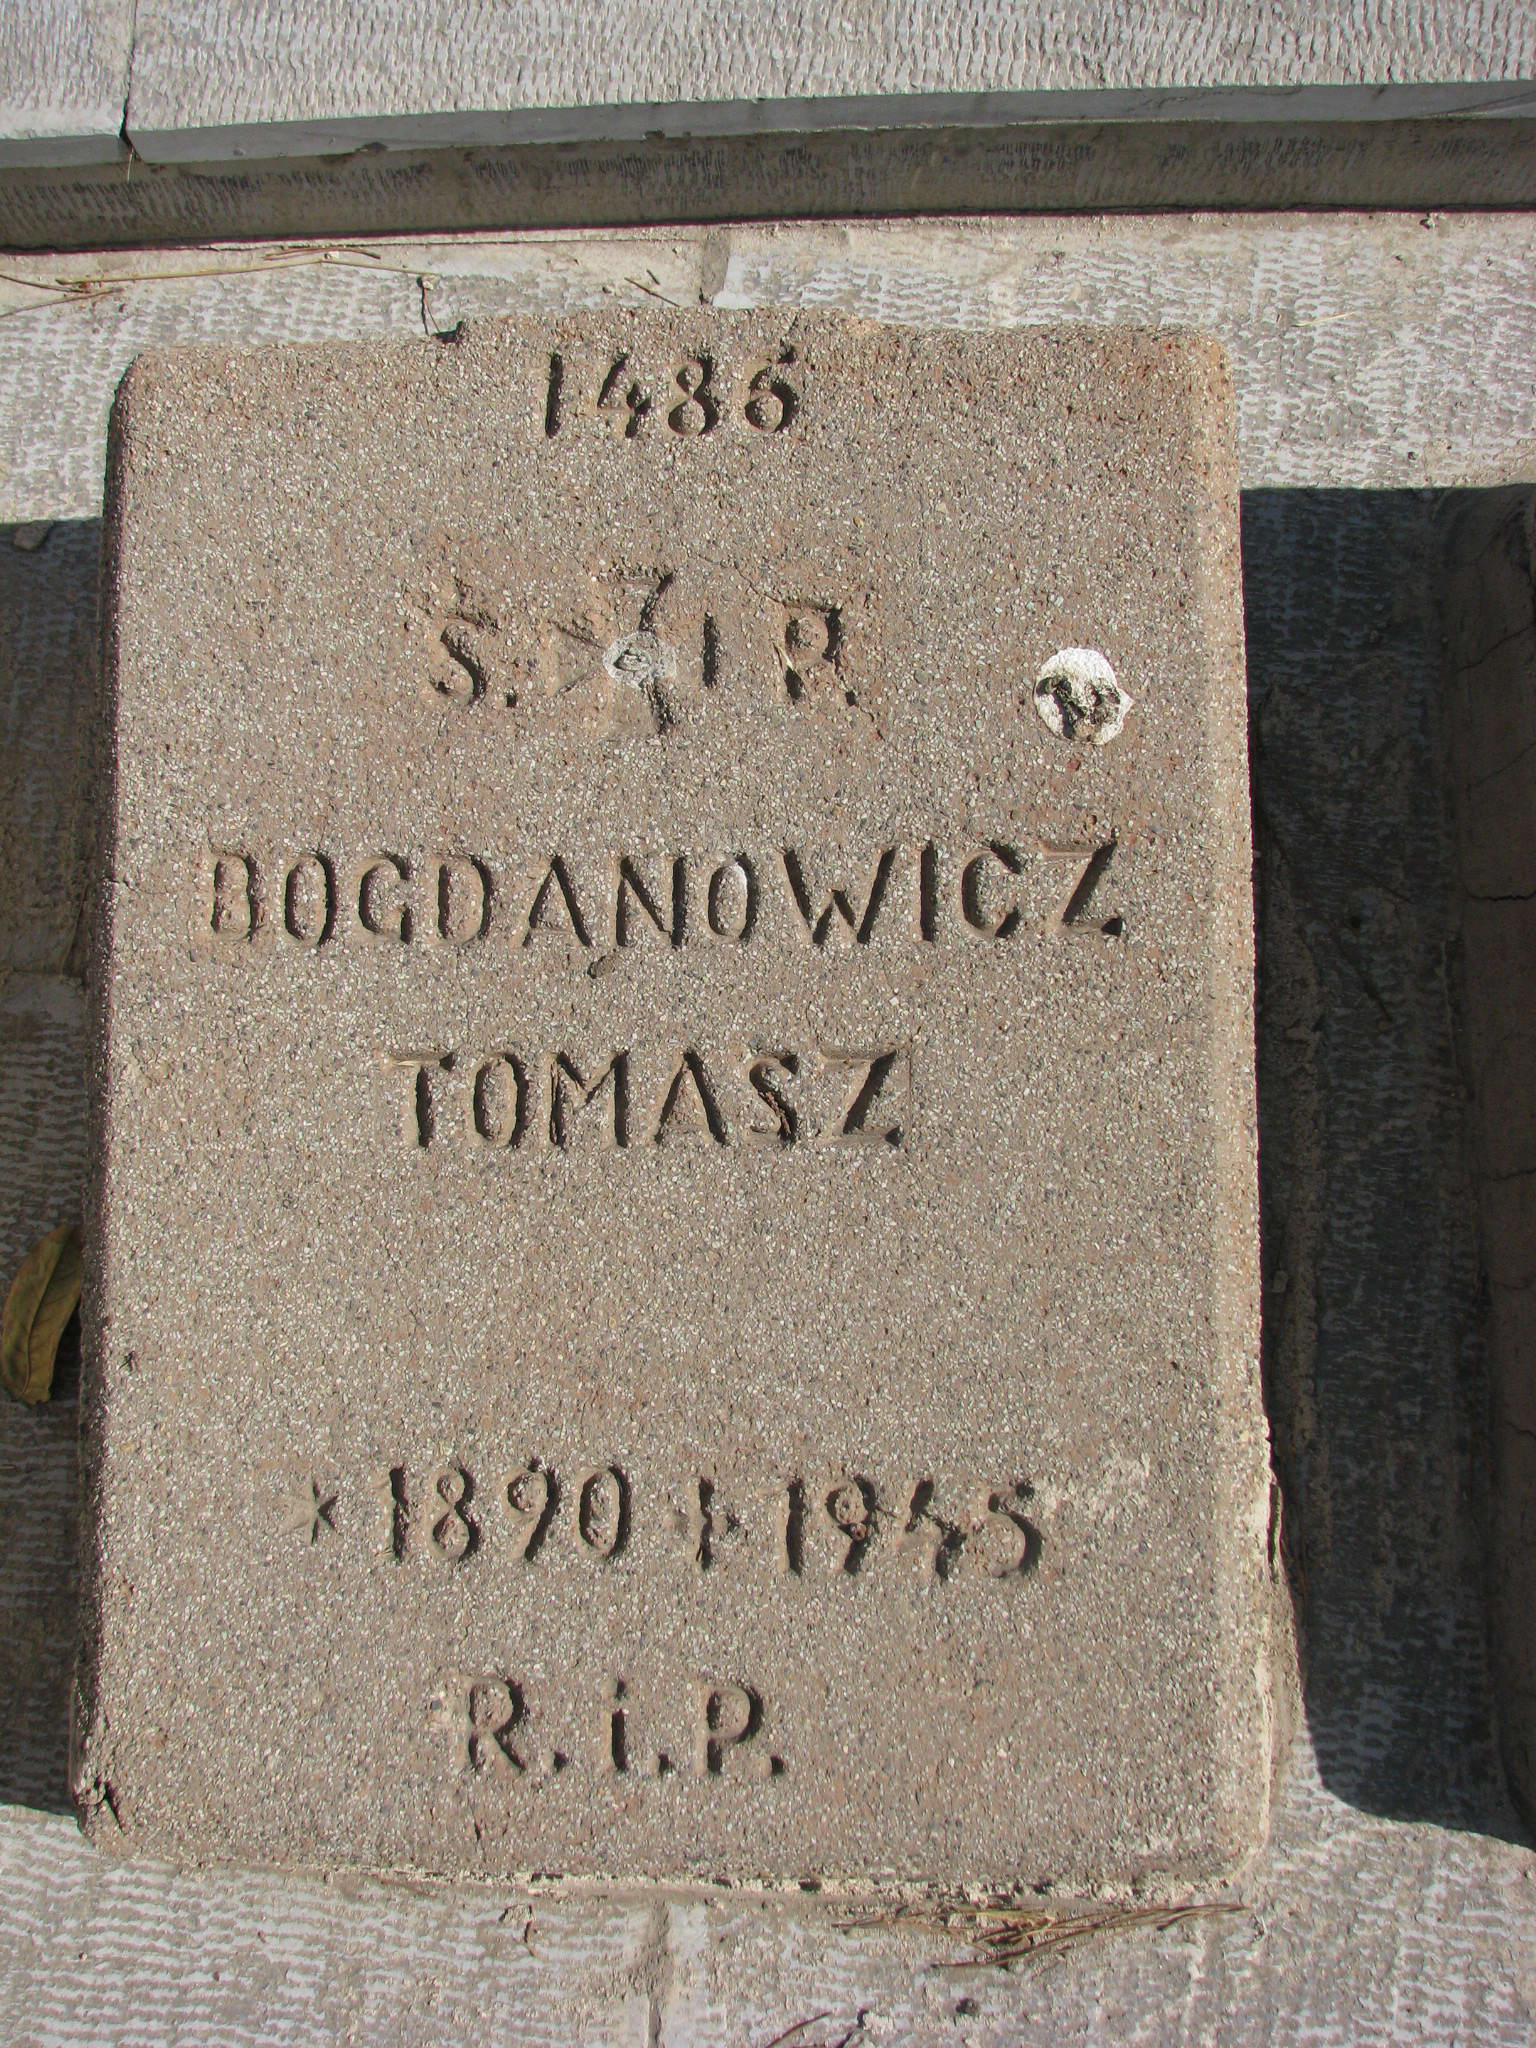 1486
Ś. ✠ P.
BOGDANOWICZ
TOMASZ
* 1890 + 1945
R.i.P.